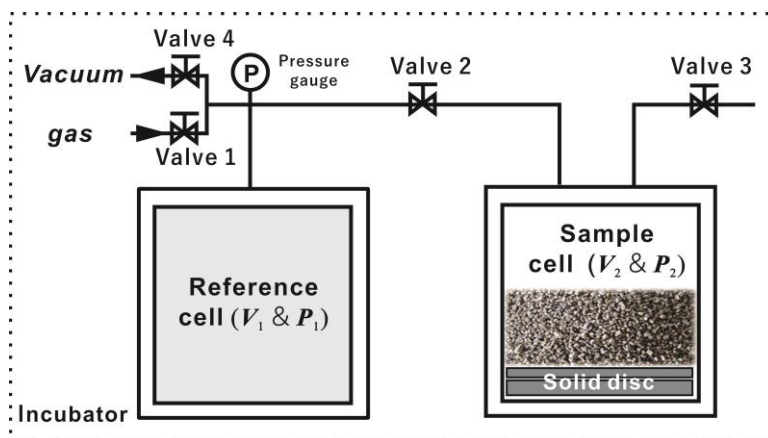 Valve 4
Vacuum
P
Pressure
gauge
Valve 2
Valve 3
gas
Valve 1
Reference
cell (V₁ & P₁)
Sample
cell (V₂ & P₂)
Solid disc
Incubator